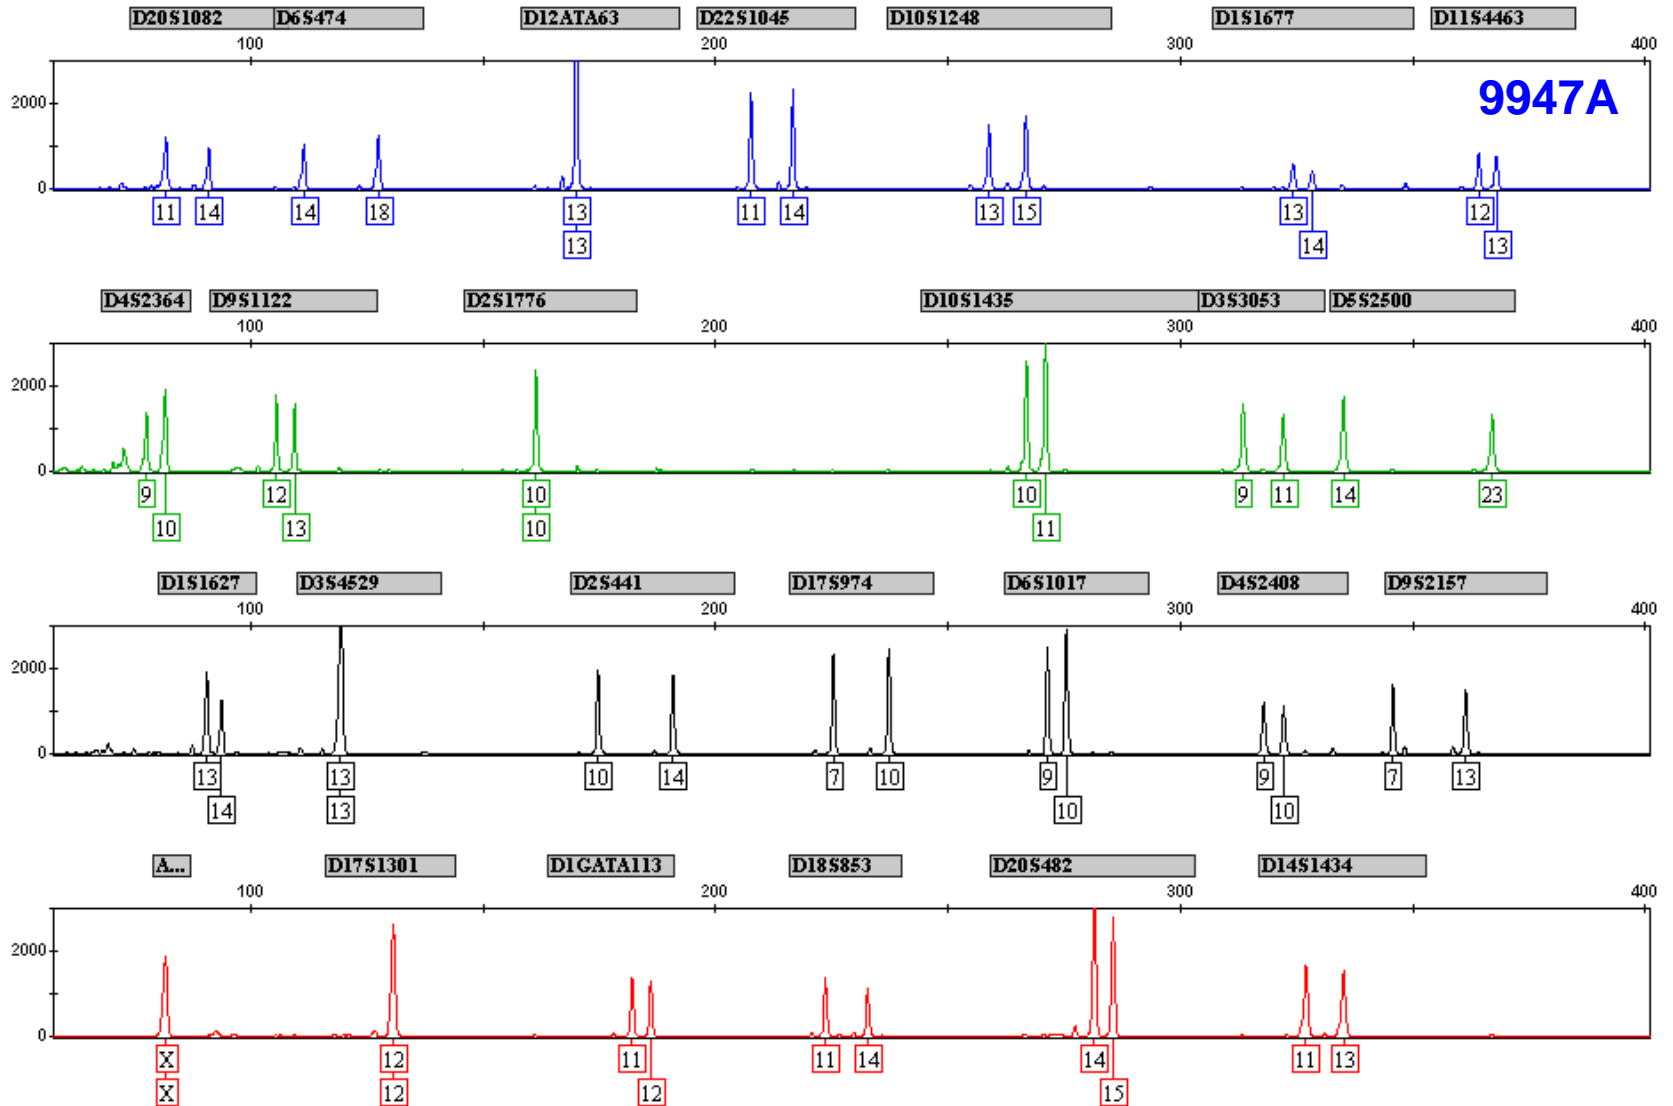 D20S1082 D6S474 D12ATA63 D22S1045 D10S1248 D1S1677 D11S4463
100 200 300 400
9947A
2000
0
11 14 14 18 13 11 14 13 15 13 12
13 14 13
D4S2364 D9S1122 D2S1776 D10S1435 D3S3053 D5S2500
100 200 300 400
2000
0
9 12 10 10 9 11 14 23
10 13 10 11
D1S1627 D3S4529 D2S441 D17S974 D6S1017 D4S2408 D9S2157
100 200 300 400
2000
0
13 13 10 14 7 10 9 9 7 13
14 13 10 10
A... D17S1301 D1GATA113 D18S853 D20S482 D14S1434
100 200 300 400
2000
0
X 12 11 11 14 14 11 13
X 12 12 15